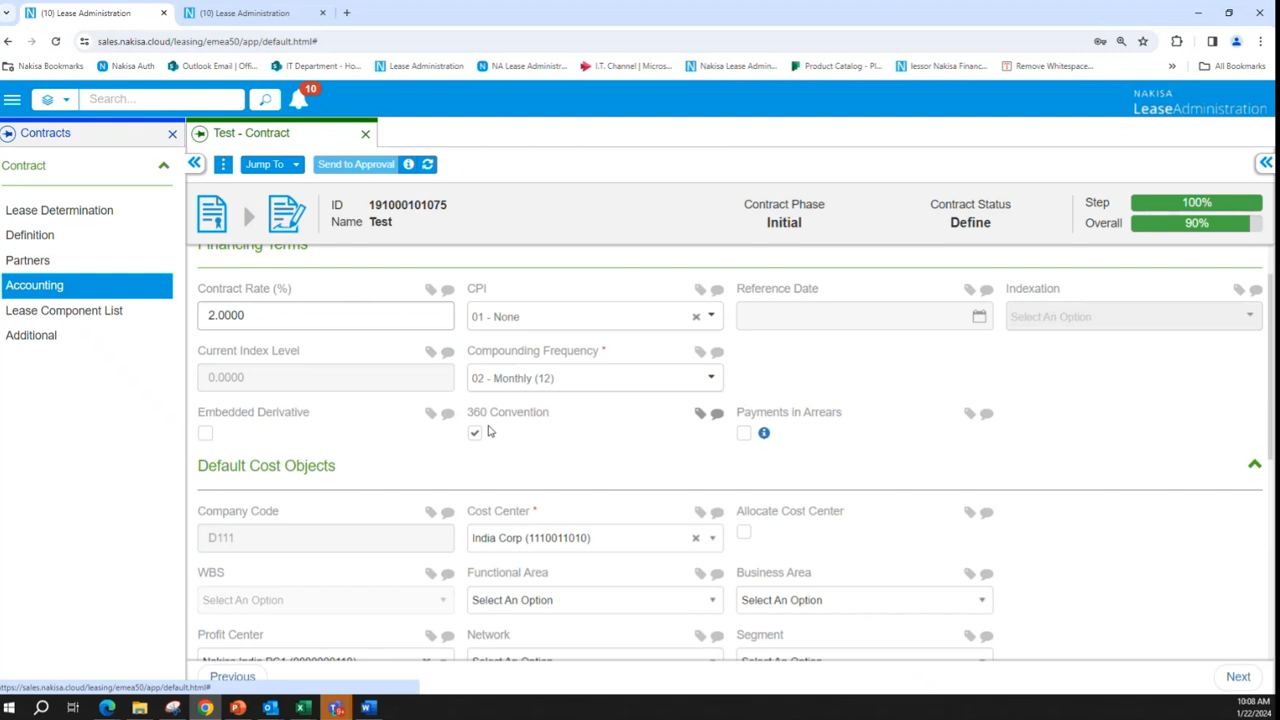 (10) Lease Administration
(10) Lease Administration
sales.nakisa.cloud/leasing/emea50/app/default.html#
Nakisa Bookmarks
Nakisa Auth
Outlook Email | Offi...
IT Department - Ho...
Lease Administration
NA Lease Administr...
I.T. Channel | Micros...
Nakisa Lease Admin...
Product Catalog - Pl...
lessor Nakisa Financ...
Remove Whitespace...
All Bookmarks
Search...
10
NAKISA
LeaseAdministration
Contracts
Test - Contract
Contract
Jump To
Send to Approval
Lease Determination
Definition
Partners
Accounting
Lease Component List
Additional
ID 191000101075
Name Test
Contract Phase
Initial
Contract Status
Define
Step 100%
Overall 90%
Financing Terms
Contract Rate (%)
CPI
Reference Date
Indexation
2.0000
01 - None
Select An Option
Current Index Level
Compounding Frequency *
0.0000
02 - Monthly (12)
Embedded Derivative
360 Convention
Payments in Arrears
Default Cost Objects
Company Code
Cost Center *
Allocate Cost Center
D111
India Corp (1110011010)
WBS
Functional Area
Business Area
Select An Option
Select An Option
Select An Option
Profit Center
Network
Segment
Previous
Next
https://sales.nakisa.cloud/leasing/emea50/app/default.html#
10:08 AM
1/22/2024